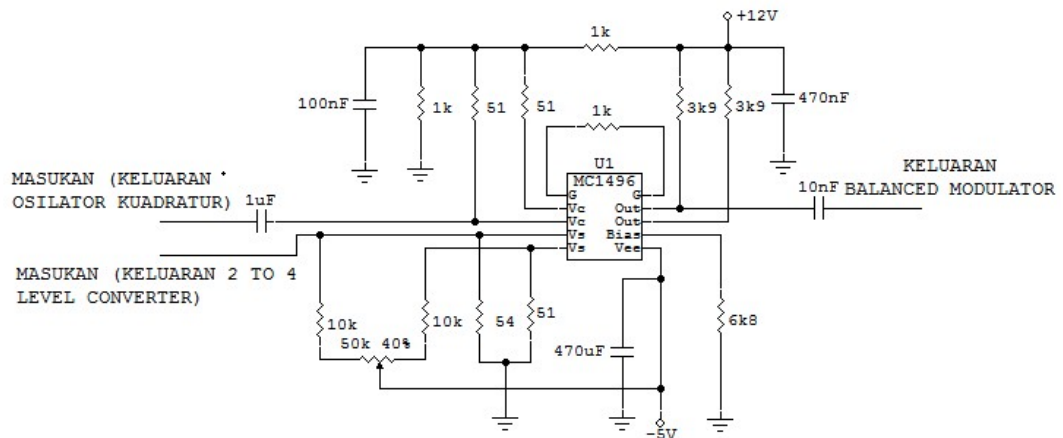 +12V
1k
100nF
1k
51
51
3k9
3k9
470nF
1k
U1
MC1496
G
G
Vc
Out
Vc
Out
Vs
Bias
Vs
Vee
MASUKAN (KELUARAN
OSILATOR KUADRATUR)
1uF
KELUARAN
BALANCED MODULATOR
10nF
MASUKAN (KELUARAN 2 TO 4
LEVEL CONVERTER)
10k
10k
54
51
50k 40%
470uF
6k8
-5V